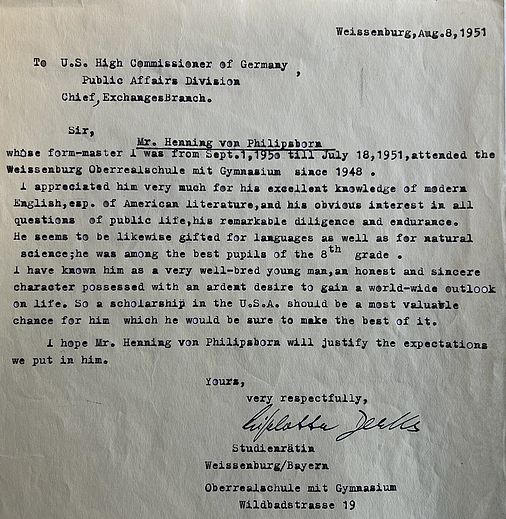 Weissenburg,Aug.8,1951
To U.S. High Commissioner of Germany ,
Public Affairs Division
Chief,ExchangesBranch.
Sir,
Mr. Henning von Philipsborn
whose form-master I was from Sept.1,1950 till July 18,1951,attended the
Weissenburg Oberrealschule mit Gymnasium since 1948 .
I appreciated him very much for his excellent knowledge of modern
English,esp. of American literature,and his obvious interest in all
questions of public life,his remarkable diligence and endurance.
He seems to be likewise gifted for languages as well as for natural
science;he was among the best pupils of the 8th grade .
I have known him as a very well-bred young man,an honest and sincere
character possessed with an ardent desire to gain a world-wide outlook
on life. So a scholarship in the U.S.A. should be a most valuable
chance for him which he would be sure to make the best of it.
I hope Mr. Henning von Philipsborn will justify the expectations
we put in him.
Yours,
very respectfully,
Studienrätin
Weissenburg/Bayern
Oberrealschule mit Gymnasium
Wildbadstrasse 19